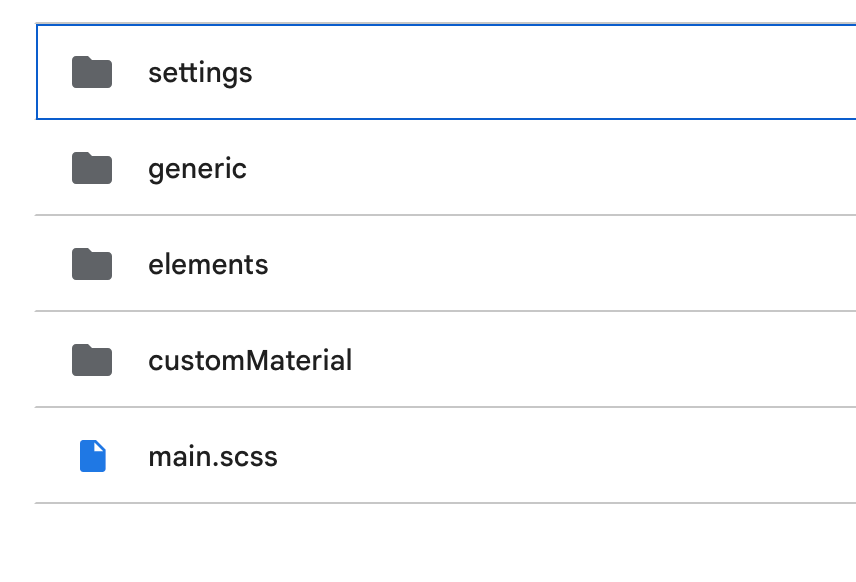 settings
generic
elements
customMaterial
main.scss